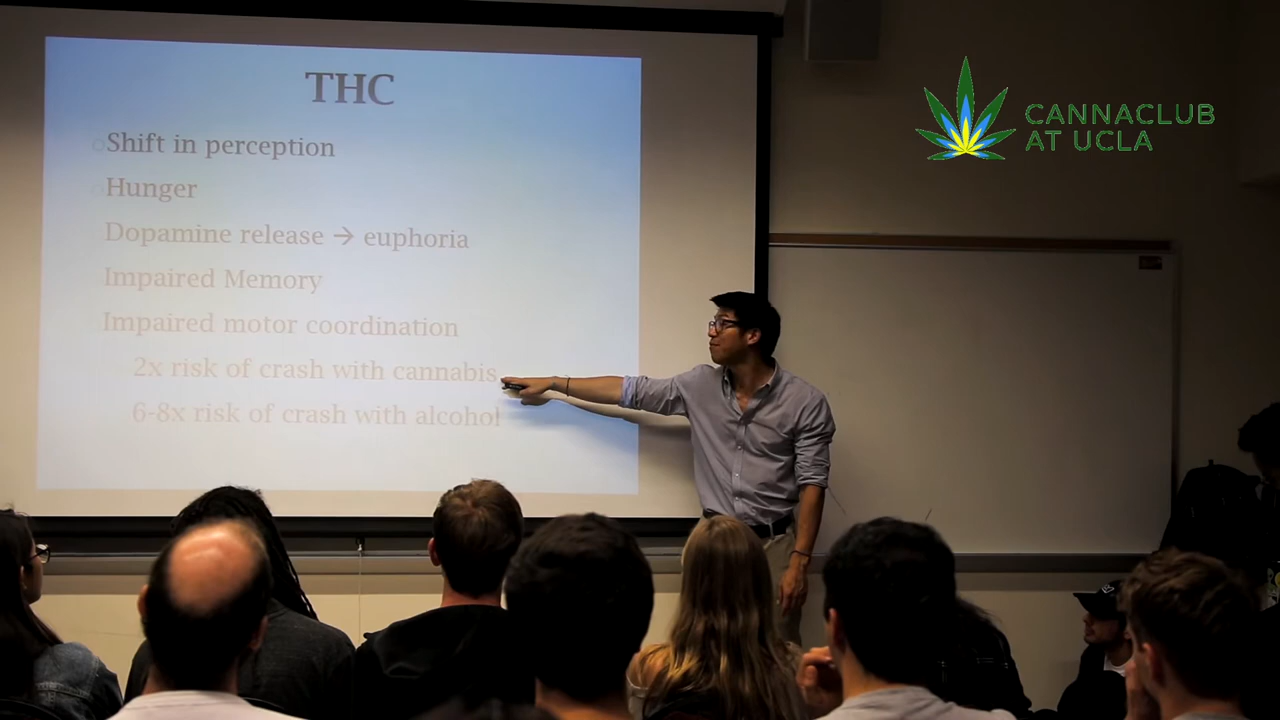 THC
Shift in perception
Hunger
Dopamine release → euphoria
Impaired Memory
Impaired motor coordination
2x risk of crash with cannabis
6-8x risk of crash with alcohol
CANNACLUB
AT UCLA